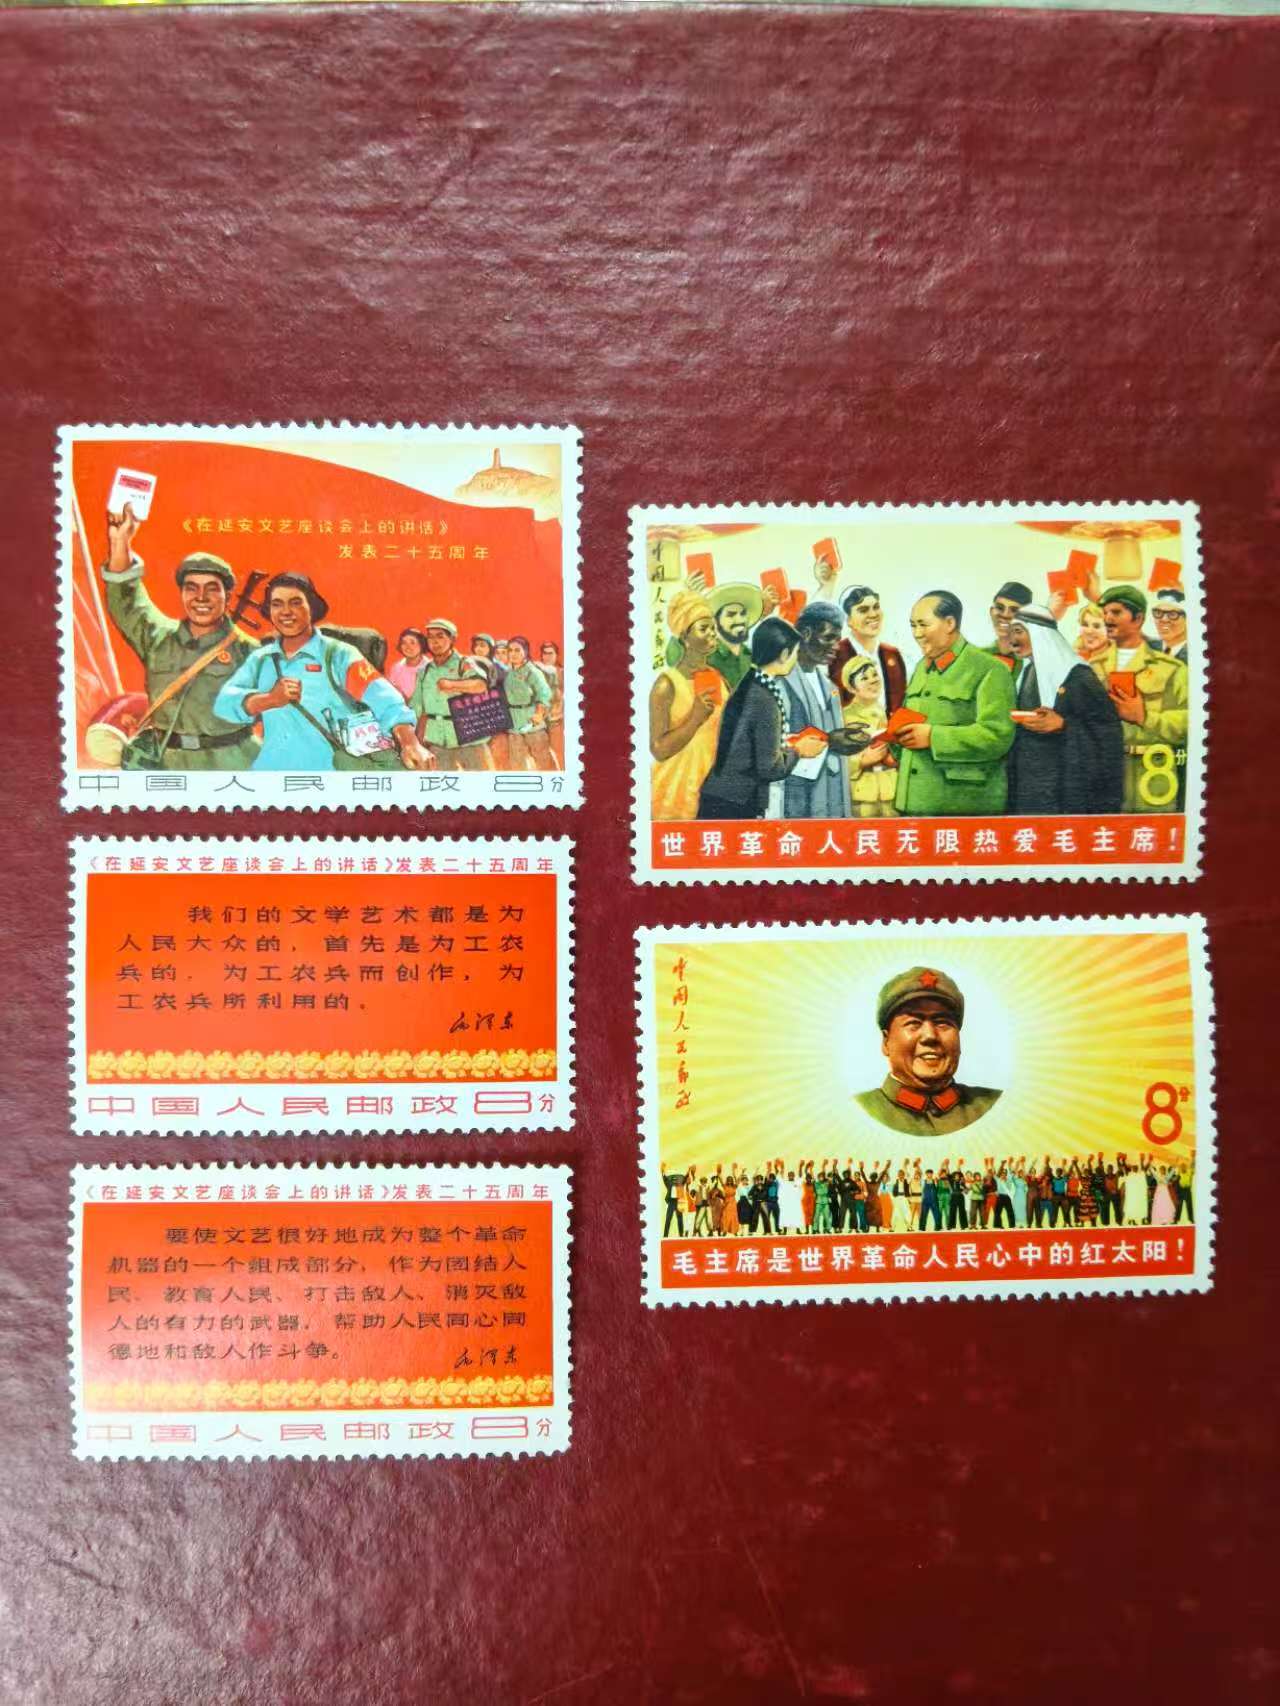 《在延安文艺座谈会上的讲话》
发表二十五周年
中国人民邮政 8分
《在延安文艺座谈会上的讲话》发表二十五周年
我们的文学艺术都是为
人民大众的，首先是为工农
兵的，为工农兵而创作，为
工农兵所利用的。
毛泽东
中国人民邮政 8分
《在延安文艺座谈会上的讲话》发表二十五周年
要使文艺很好地成为整个革命
机器的一个组成部分，作为团结人
民、教育人民、打击敌人、消灭敌
人的有力的武器，帮助人民同心同
德地和敌人作斗争。
毛泽东
中国人民邮政 8分
中国人民邮政
8分
世界革命人民无限热爱毛主席！
中国人民邮政
8分
毛主席是世界革命人民心中的红太阳！